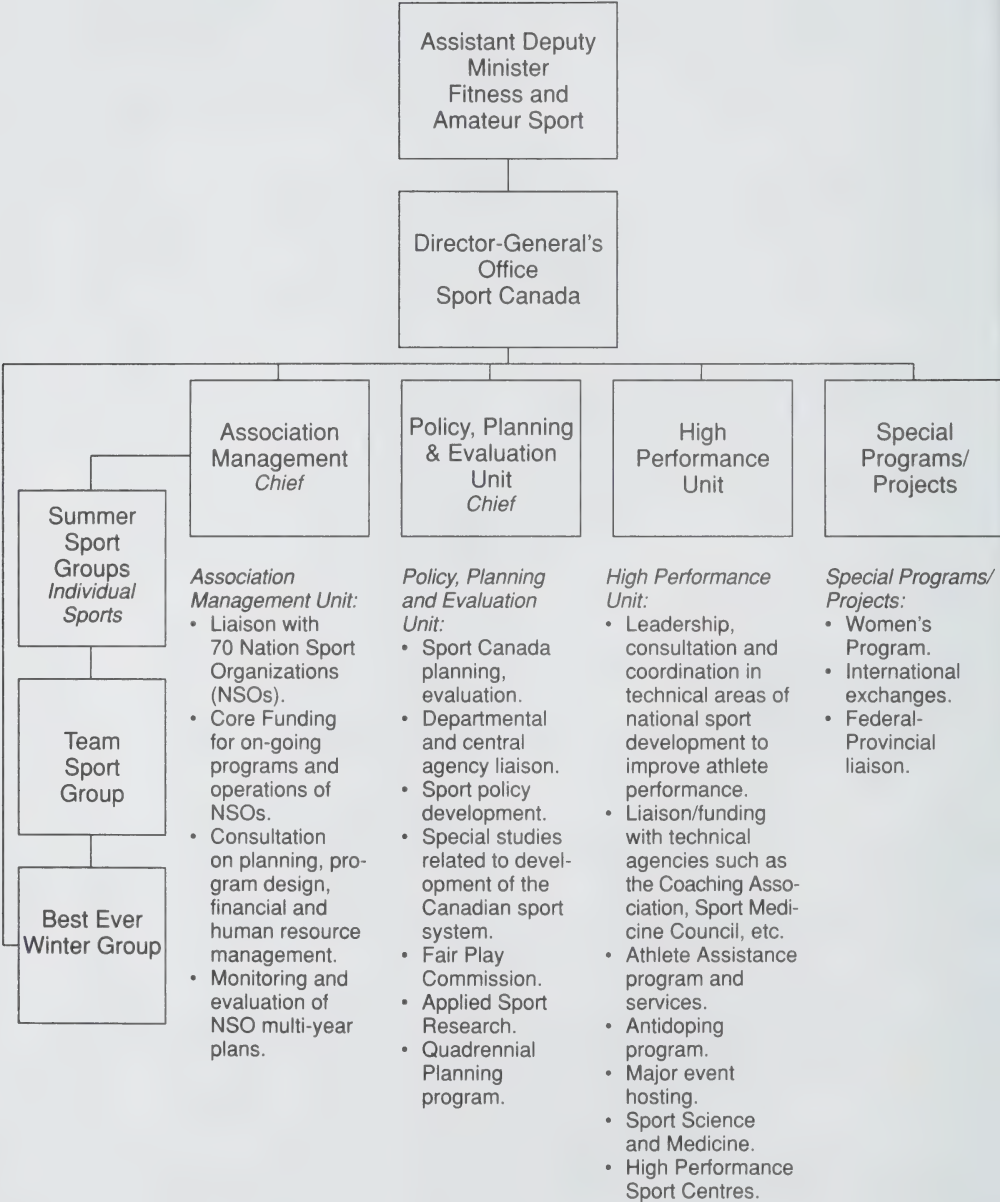 Assistant Deputy
Minister
Fitness and
Amateur Sport
Director-General's
Office
Sport Canada
Association
Management
Chief
Policy, Planning
& Evaluation
Unit
Chief
High
Performance
Unit
Special
Programs/
Projects
Summer
Sport
Groups
Individual
Sports
Team
Sport
Group
Best Ever
Winter Group
Association
Management Unit:
• Liaison with
70 Nation Sport
Organizations
(NSOs).
• Core Funding
for on-going
programs and
operations of
NSOs.
• Consultation
on planning, pro-
gram design,
financial and
human resource
management.
• Monitoring and
evaluation of
NSO multi-year
plans.
Policy, Planning
and Evaluation
Unit:
• Sport Canada
planning,
evaluation.
• Departmental
and central
agency liaison.
• Sport policy
development.
• Special studies
related to devel-
opment of the
Canadian sport
system.
• Fair Play
Commission.
• Applied Sport
Research.
• Quadrennial
Planning
program.
High Performance
Unit:
• Leadership,
consultation and
coordination in
technical areas of
national sport
development to
improve athlete
performance.
• Liaison/funding
with technical
agencies such as
the Coaching Asso-
ciation, Sport Medi-
cine Council, etc.
• Athlete Assistance
program and
services.
• Antidoping
program.
• Major event
hosting.
• Sport Science
and Medicine.
• High Performance
Sport Centres.
Special Programs/
Projects:
• Women's
Program.
• International
exchanges.
• Federal-
Provincial
liaison.